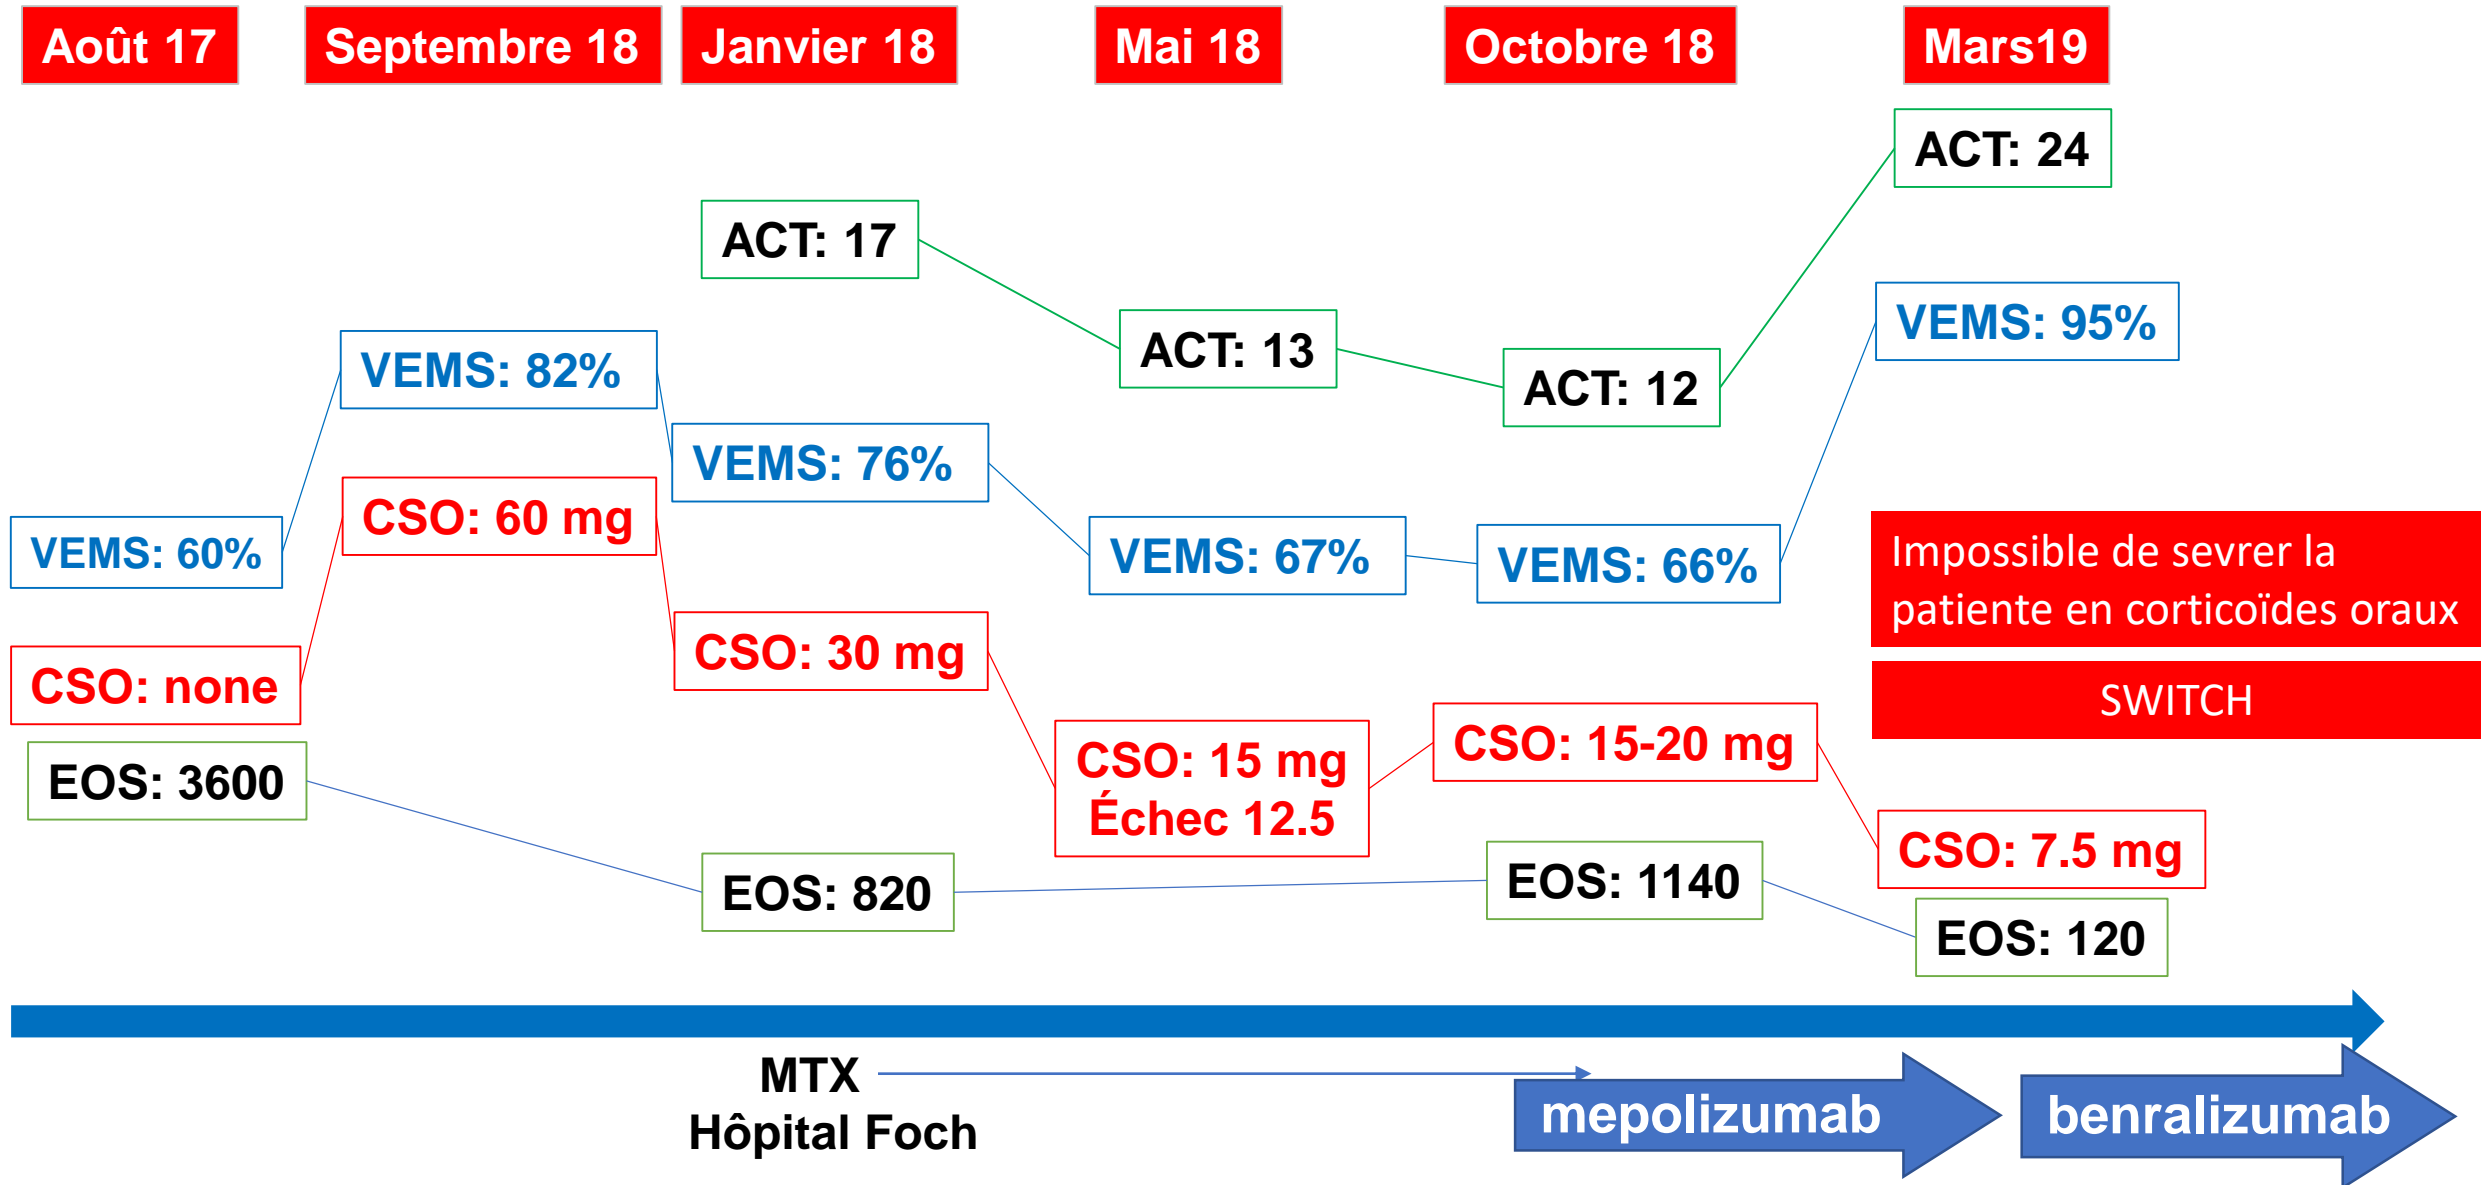 Août 17
Septembre 18
Janvier 18
Mai 18
Octobre 18
Mars19
ACT: 17
ACT: 13
ACT: 12
ACT: 24
VEMS: 60%
VEMS: 82%
VEMS: 76%
VEMS: 67%
VEMS: 66%
VEMS: 95%
CSO: none
CSO: 60 mg
CSO: 30 mg
CSO: 15 mg
Échec 12.5
CSO: 15-20 mg
CSO: 7.5 mg
Impossible de sevrer la
patiente en corticoïdes oraux
SWITCH
EOS: 3600
EOS: 820
EOS: 1140
EOS: 120
MTX
Hôpital Foch
mepolizumab
benralizumab